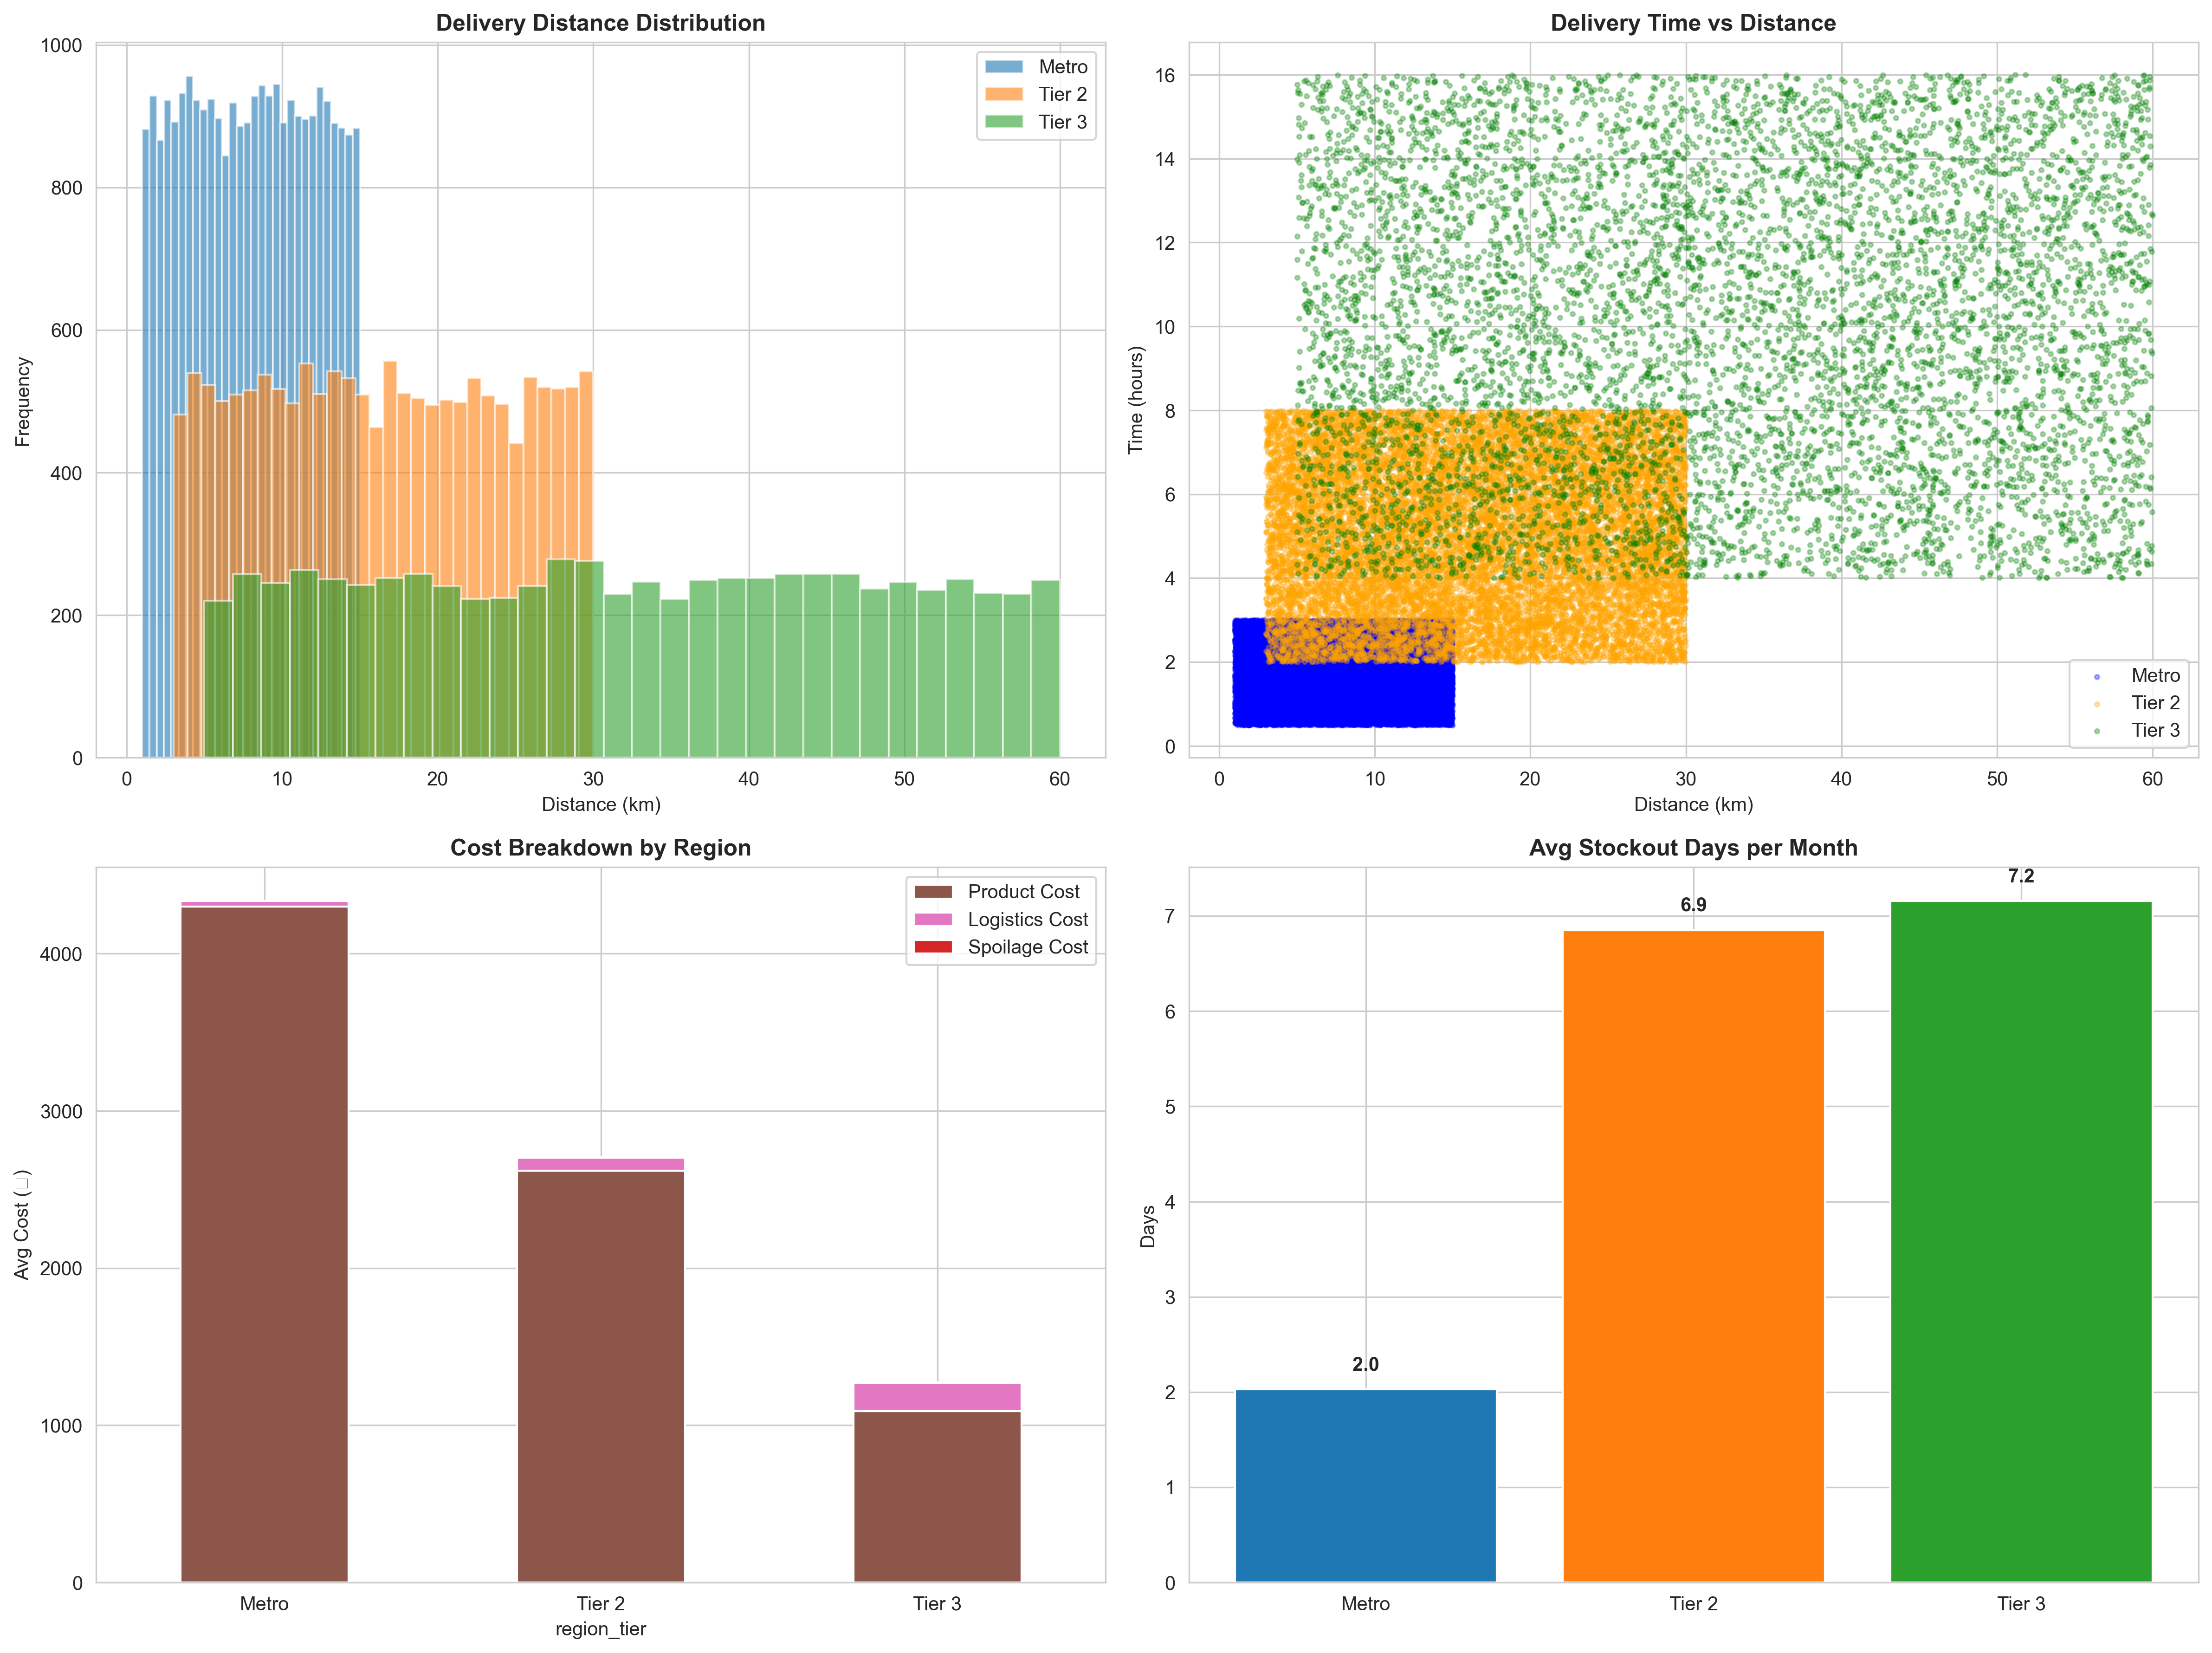 Delivery Distance Distribution
1000
800
600
400
200
0
Frequency
0 10 20 30 40 50 60
Distance (km)
Metro
Tier 2
Tier 3
Delivery Time vs Distance
16
14
12
10
8
6
4
2
0
Time (hours)
0 10 20 30 40 50 60
Distance (km)
Metro
Tier 2
Tier 3
Cost Breakdown by Region
4000
3000
2000
1000
0
Avg Cost (□)
Product Cost
Logistics Cost
Spoilage Cost
Metro Tier 2 Tier 3
region_tier
Avg Stockout Days per Month
7
6
5
4
3
2
1
0
Days
2.0
6.9
7.2
Metro Tier 2 Tier 3